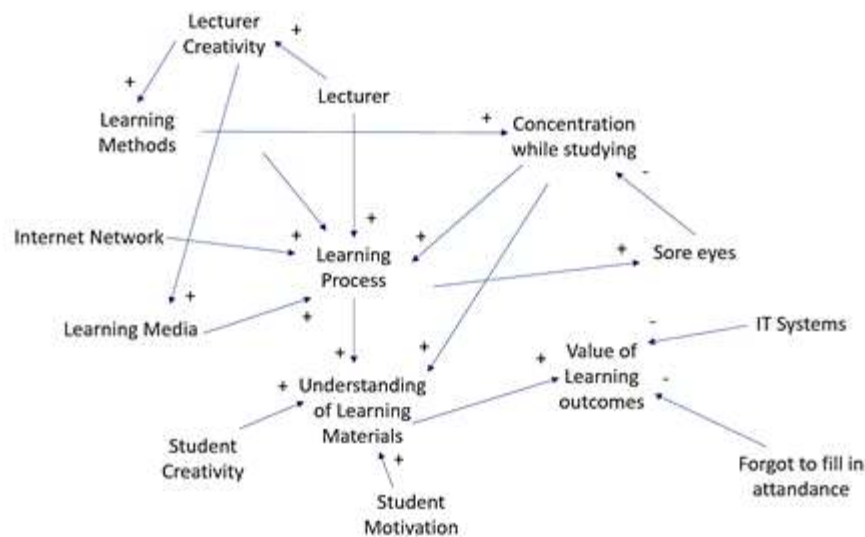 Lecturer
Creativity
+
+
Lecturer
+
Learning
Methods
+
Concentration
while studying
-
+
+
+
Internet Network
Learning
Process
+
Sore eyes
+
Learning Media
+
-
IT Systems
+
+
+
Value of
Learning
outcomes
-
+
Understanding
of Learning
Materials
Student
Creativity
+
Forgot to fill in
attandance
Student
Motivation